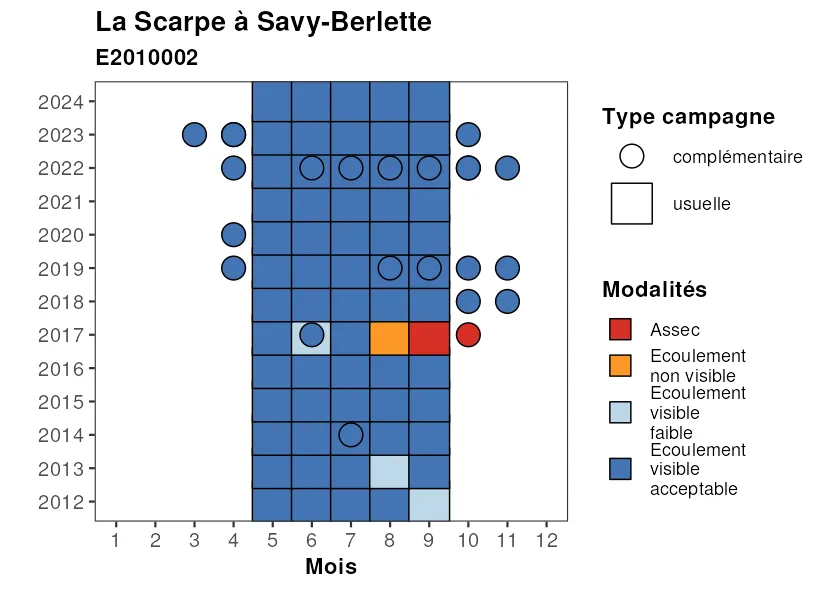 La Scarpe à Savy-Berlette
E2010002
2024
2023
2022
2021
2020
2019
2018
2017
2016
2015
2014
2013
2012
1 2 3 4 5 6 7 8 9 10 11 12
Mois
Type campagne
complémentaire
usuelle
Modalités
Assec
Ecoulement
non visible
Ecoulement
visible
faible
Ecoulement
visible
acceptable